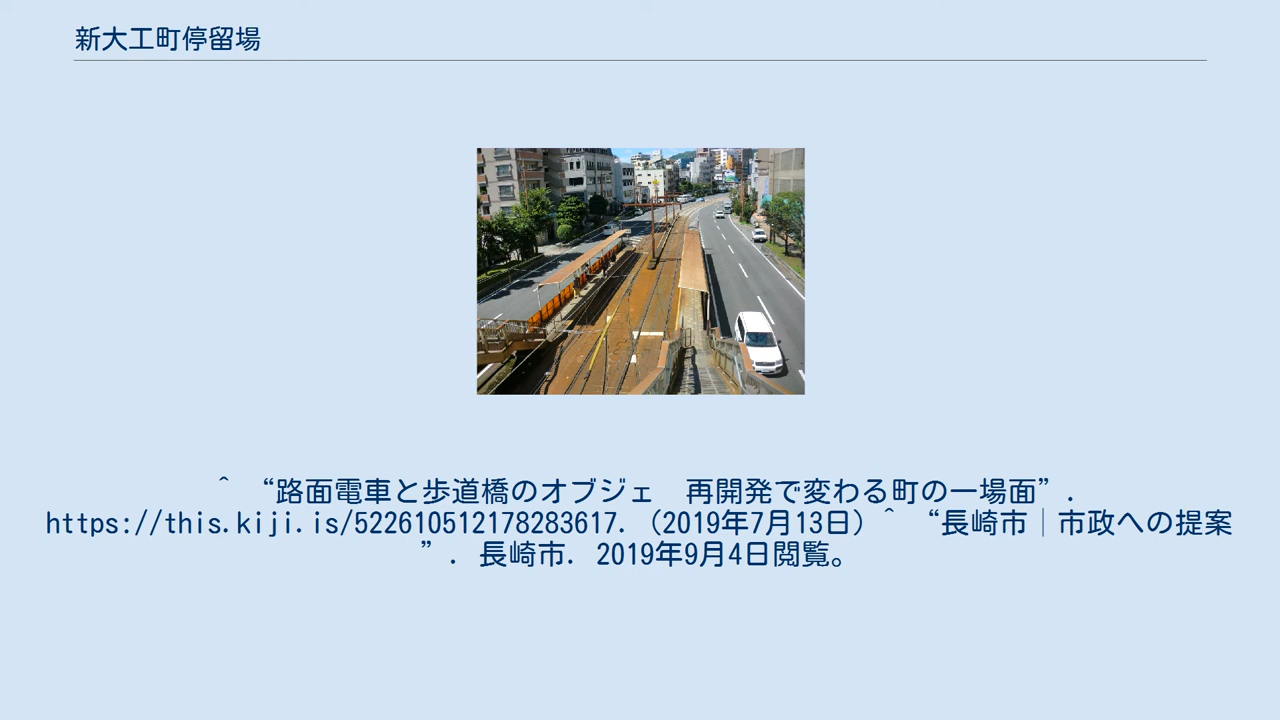 新大工町停留場
^ “路面電車と歩道橋のオブジェ　再開発で変わる町の一場面”.
https://this.kiji.is/522610512178283617.（2019年7月13日）^ “長崎市│市政への提案
”. 長崎市. 2019年9月4日閲覧。